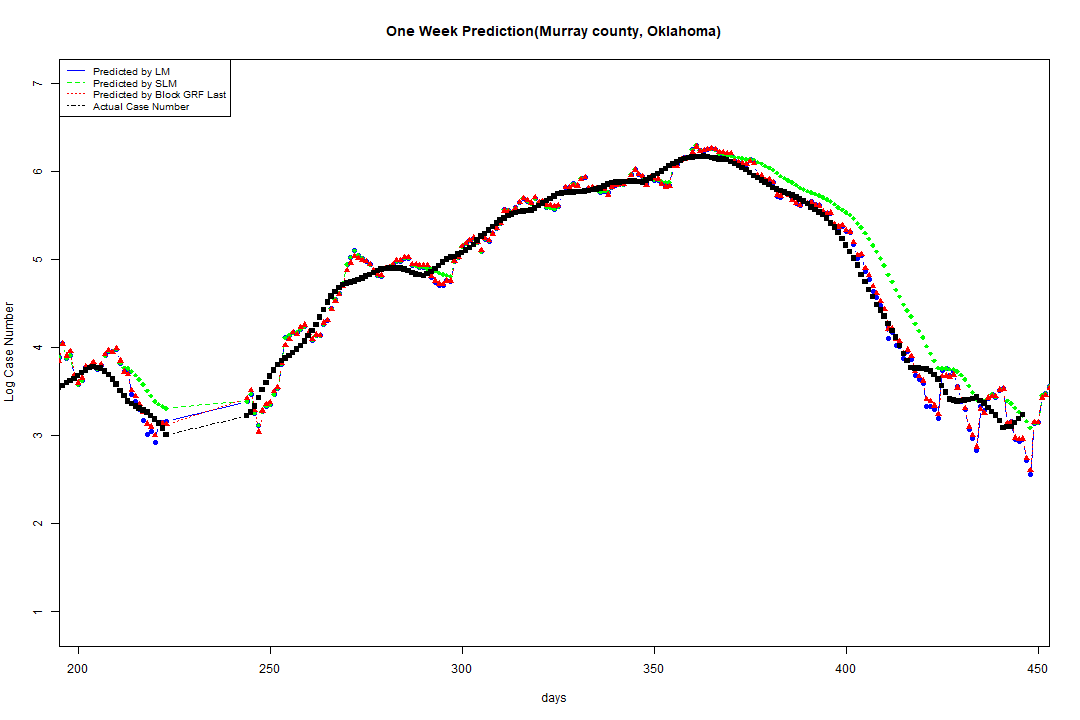 One Week Prediction(Murray county, Oklahoma)
Predicted by LM
Predicted by SLM
Predicted by Block GRF Last
Actual Case Number
7
6
5
4
3
2
1
Log Case Number
200 250 300 350 400 450
days